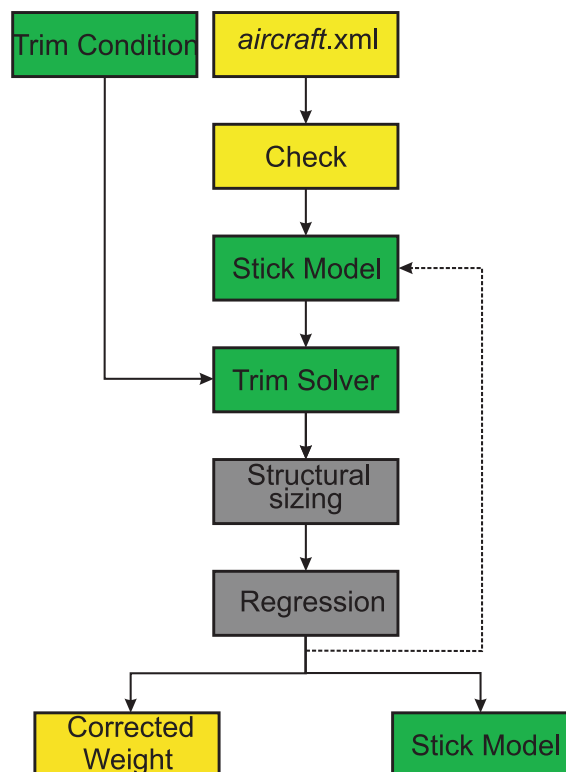 Trim Condition
aircraft.xml
Check
Stick Model
Trim Solver
Structural
sizing
Regression
Corrected
Weight
Stick Model